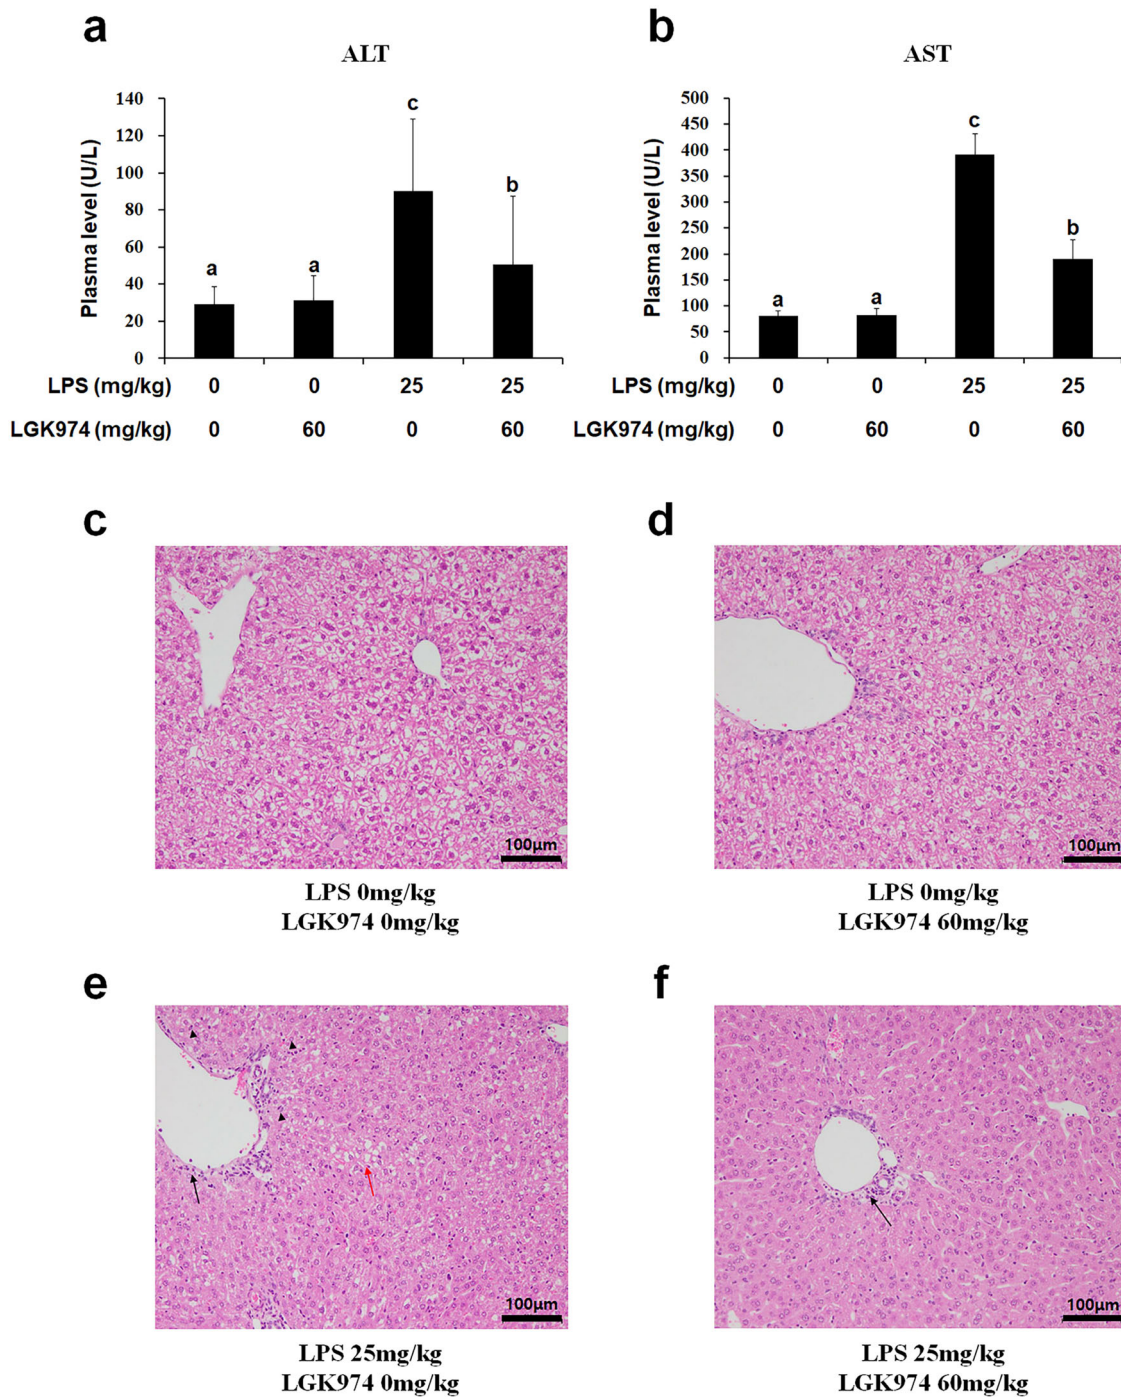 a
ALT
Plasma level (U/L)
140
120
100
80
60
40
20
0
a
a
c
b
LPS (mg/kg) 0 0 25 25
LGK974 (mg/kg) 0 60 0 60
b
AST
Plasma level (U/L)
500
450
400
350
300
250
200
150
100
50
0
a
a
c
b
LPS (mg/kg) 0 0 25 25
LGK974 (mg/kg) 0 60 0 60
c
100μm
LPS 0mg/kg
LGK974 0mg/kg
d
100μm
LPS 0mg/kg
LGK974 60mg/kg
e
100μm
LPS 25mg/kg
LGK974 0mg/kg
f
100μm
LPS 25mg/kg
LGK974 60mg/kg